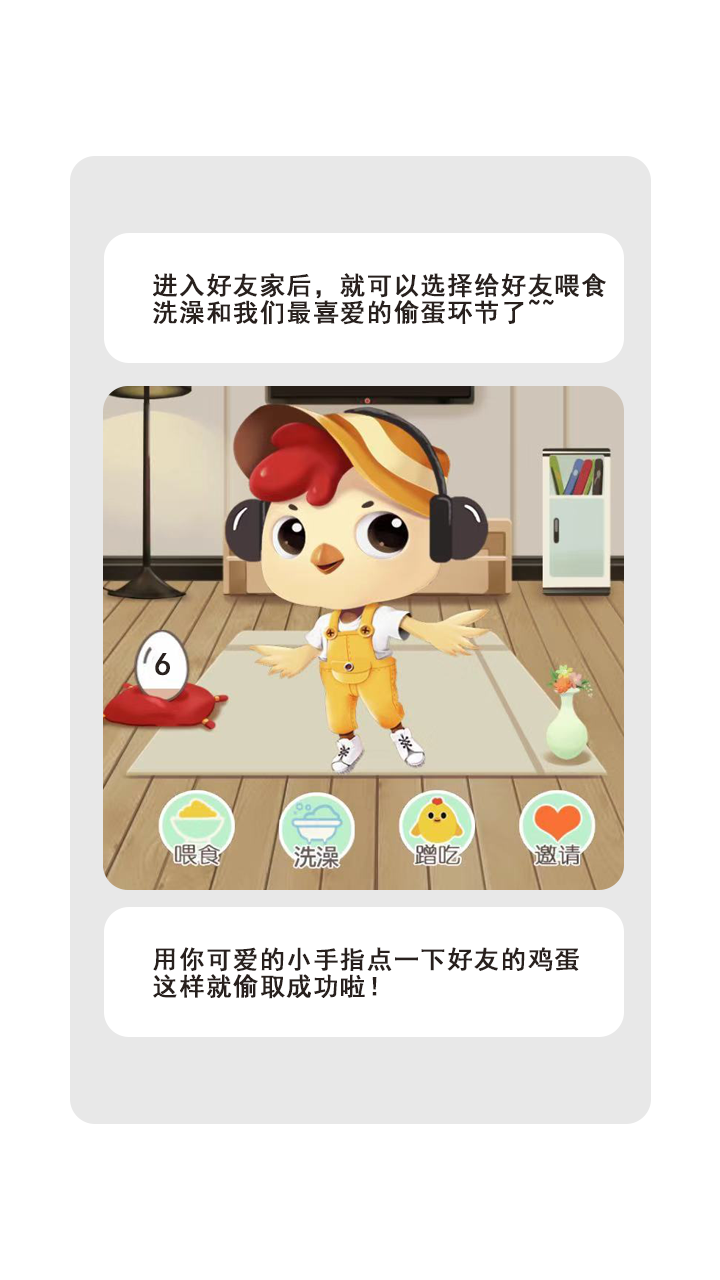 进入好友家后，就可以选择给好友喂食
洗澡和我们最喜爱的偷蛋环节了~~
6
喂食
洗澡
蹭吃
邀请
用你可爱的小手指点一下好友的鸡蛋
这样就偷取成功啦！